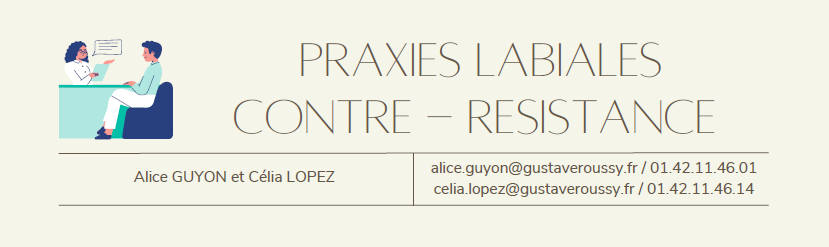 PRAXIES LABIALES
CONTRE – RESISTANCE
Alice GUYON et Célia LOPEZ
alice.guyon@gustaveroussy.fr / 01.42.11.46.01
celia.lopez@gustaveroussy.fr / 01.42.11.46.14